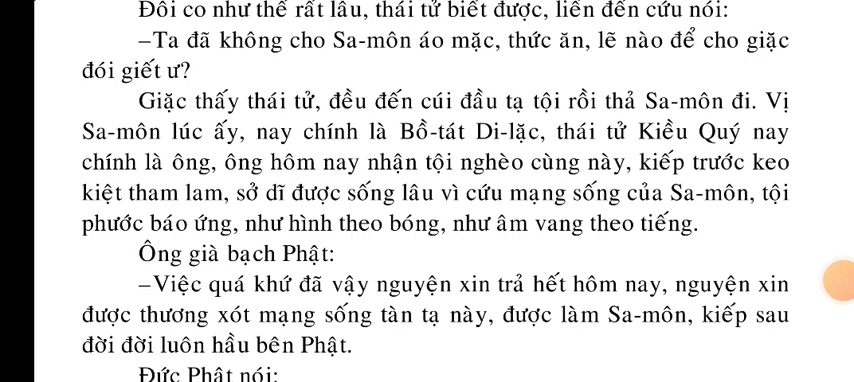 Đôi co như thế rất lâu, thái tử biết được, liền đến cứu nói:
–Ta đã không cho Sa-môn áo mặc, thức ăn, lẽ nào để cho giặc
đói giết ư?
Giặc thấy thái tử, đều đến cúi đầu tạ tội rồi thả Sa-môn đi. Vị
Sa-môn lúc ấy, nay chính là Bồ-tát Di-lặc, thái tử Kiều Quý nay
chính là ông, ông hôm nay nhận tội nghèo cùng này, kiếp trước keo
kiệt tham lam, sở dĩ được sống lâu vì cứu mạng sống của Sa-môn, tội
phước báo ứng, như hình theo bóng, như âm vang theo tiếng.
Ông già bạch Phật:
–Việc quá khứ đã vậy nguyện xin trả hết hôm nay, nguyện xin
được thương xót mạng sống tàn tạ này, được làm Sa-môn, kiếp sau
đời đời luôn hầu bên Phật.
Đức Phật nói: